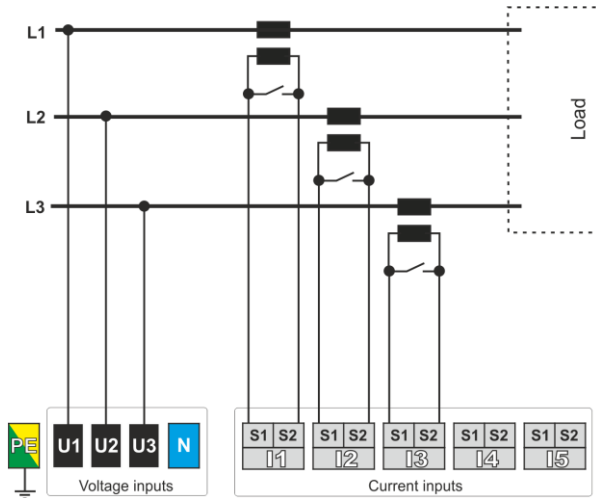 L1
L2
L3
Load
PE U1 U2 U3 N
S1 S2 S1 S2 S1 S2 S1 S2 S1 S2
I1 I2 I3 I4 I5
Voltage inputs Current inputs